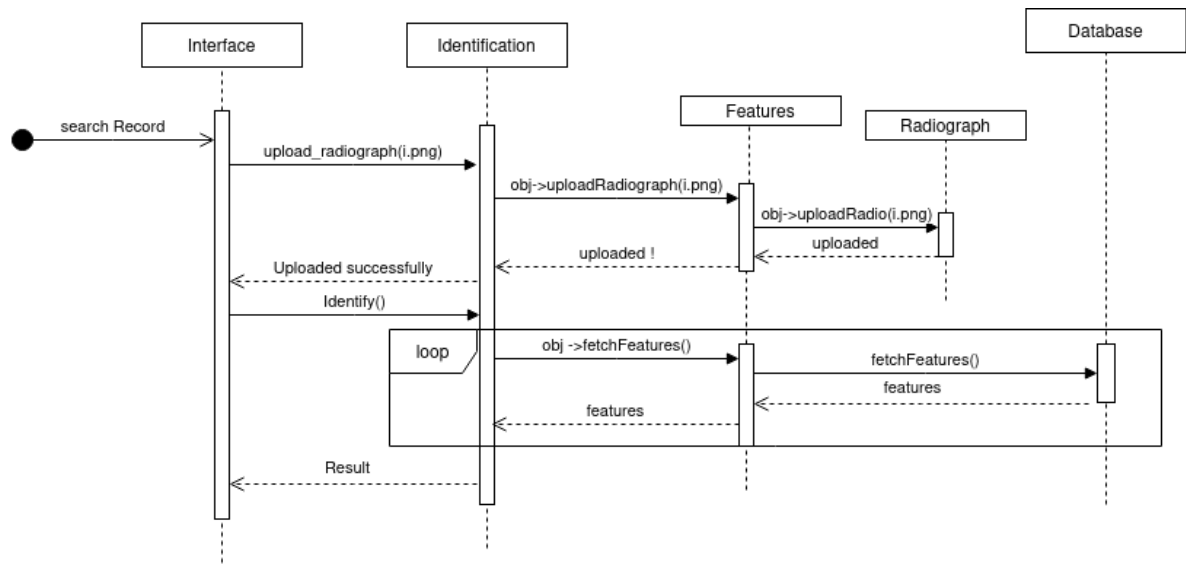 Database
Interface
Identification
Features
Radiograph
search Record
upload_radiograph(i.png)
obj->uploadRadiograph(i.png)
obj->uploadRadio(i.png)
uploaded
uploaded !
Uploaded successfully
Identify()
loop
obj ->fetchFeatures()
fetchFeatures()
features
features
Result